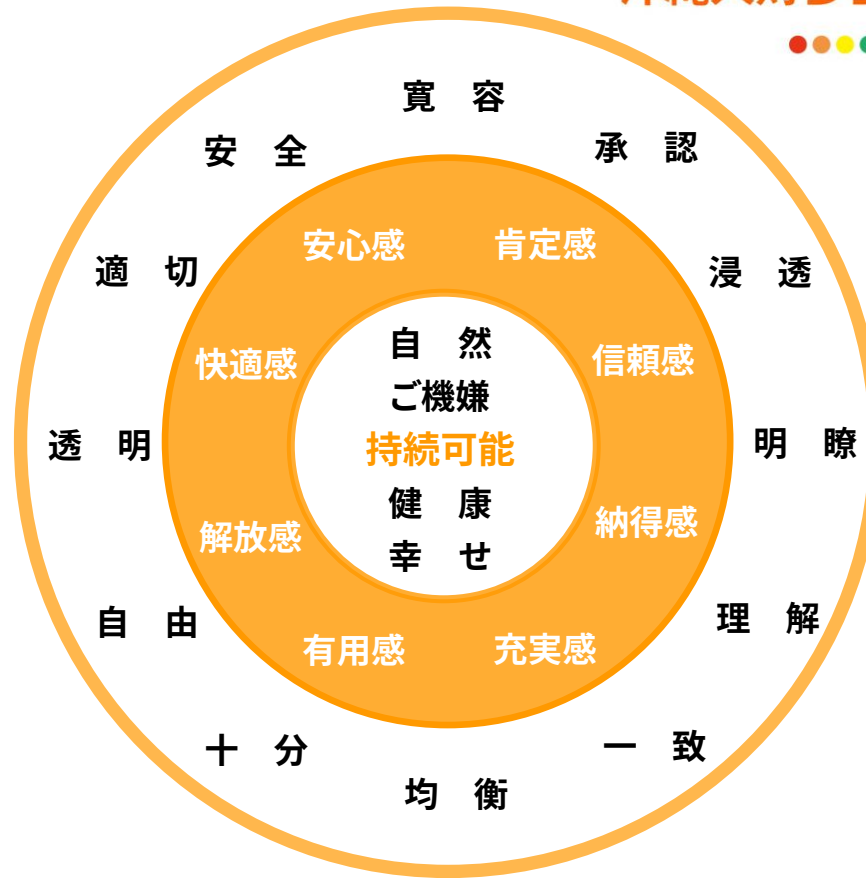 寛 容
安 全
承 認
適 切
浸 透
透 明
明 瞭
自 由
理 解
十 分
一 致
均 衡
安心感
肯定感
快適感
信頼感
解放感
納得感
有用感
充実感
自 然
ご機嫌
持続可能
健 康
幸 せ